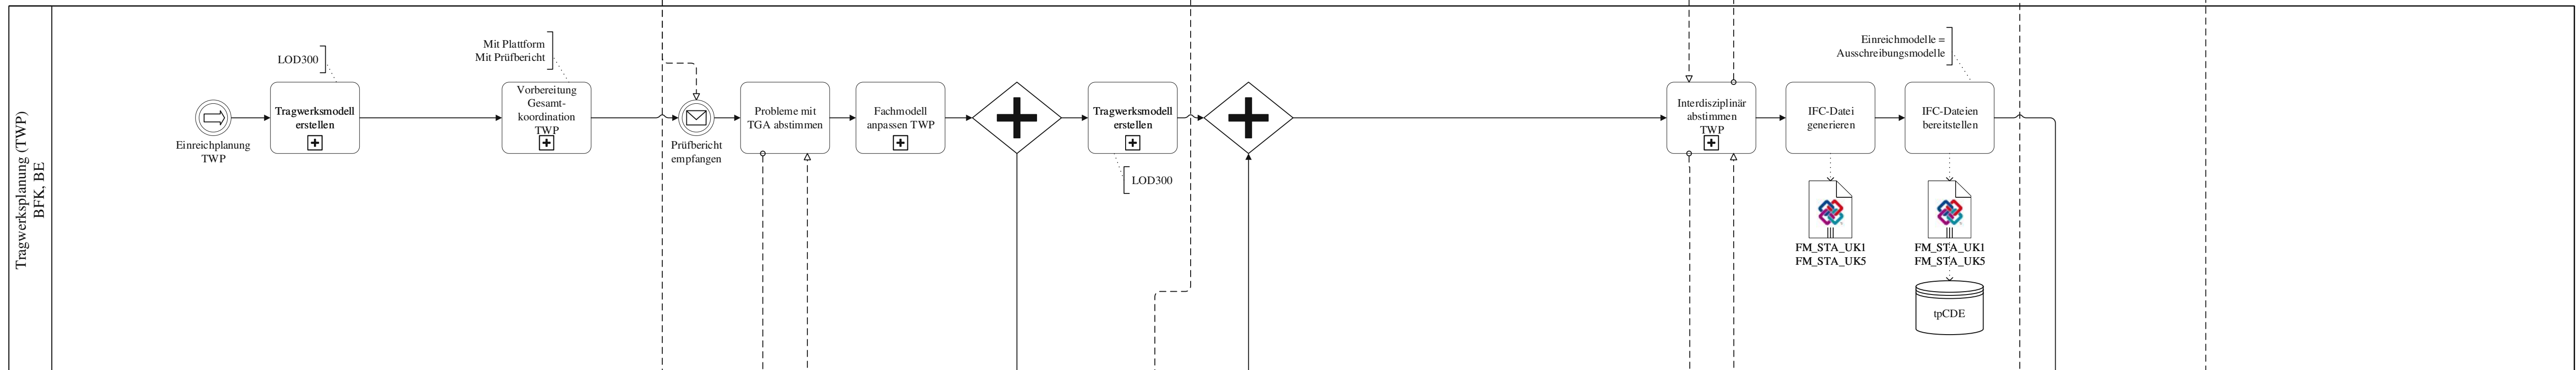 Tragwerksplanung (TWP)
BFK, BE
Einreichplanung
TWP
LOD300
Tragwerksmodell
erstellen
Mit Plattform
Mit Prüfbericht
Vorbereitung
Gesamt-
koordination
TWP
Prüfbericht
empfangen
Probleme mit
TGA abstimmen
Fachmodell
anpassen TWP
Tragwerksmodell
erstellen
LOD300
Interdisziplinär
abstimmen
TWP
IFC-Datei
generieren
FM_STA_UK1
FM_STA_UK5
Einreichmodelle =
Ausschreibungsmodelle
IFC-Dateien
bereitstellen
FM_STA_UK1
FM_STA_UK5
tpCDE